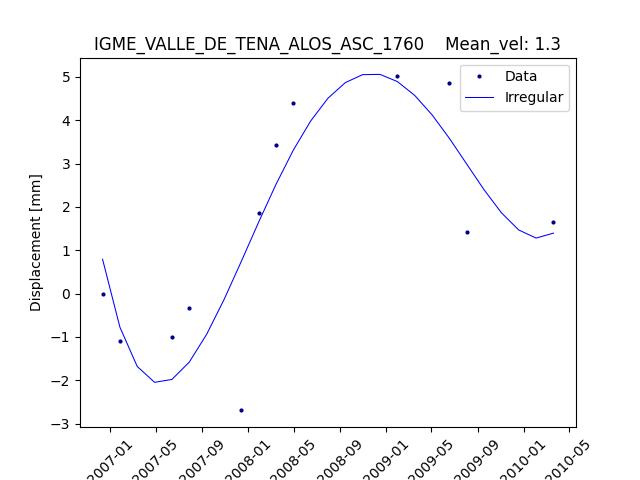 IGME_VALLE_DE_TENA_ALOS_ASC_1760    Mean_vel: 1.3
Data
Irregular
Displacement [mm]
5
4
3
2
1
0
−1
−2
−3
2007-01 2007-05 2007-09 2008-01 2008-05 2008-09 2009-01 2009-05 2009-09 2010-01 2010-05